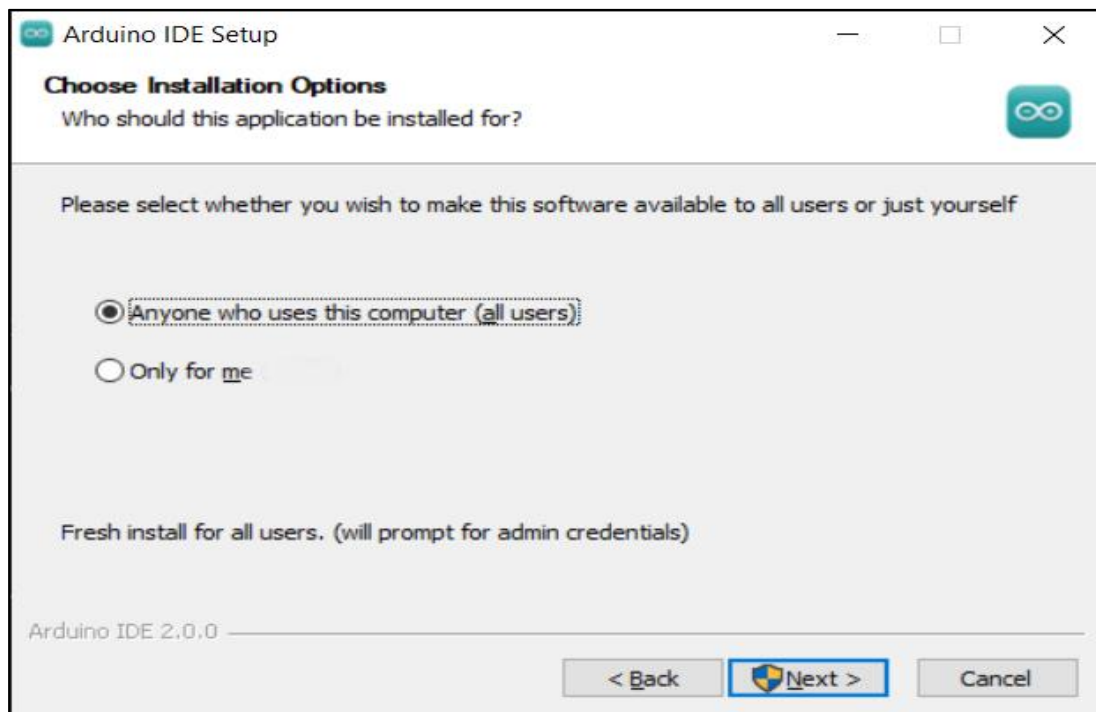 Arduino IDE Setup
Choose Installation Options
Who should this application be installed for?
Please select whether you wish to make this software available to all users or just yourself
Anyone who uses this computer (all users)
Only for me
Fresh install for all users. (will prompt for admin credentials)
Arduino IDE 2.0.0
< Back
Next >
Cancel